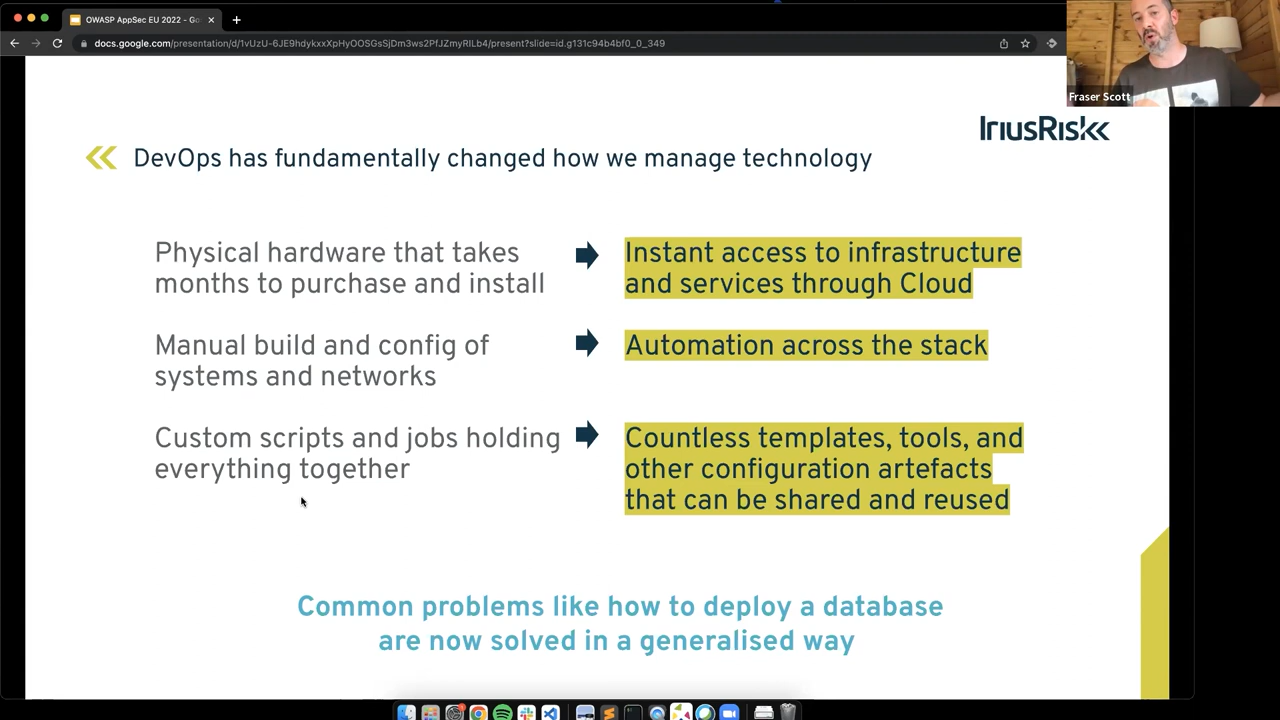 OWASP AppSec EU 2022 - Go
docs.google.com/presentation/d/1vUzU-6JE9hdykxxXpHyOOSGsSjDm3ws2PfJZmyRILb4/present?slide=id.g131c94b4bf0_0_349
Fraser Scott
IriusRisk
DevOps has fundamentally changed how we manage technology
Physical hardware that takes
months to purchase and install
Instant access to infrastructure
and services through Cloud
Manual build and config of
systems and networks
Automation across the stack
Custom scripts and jobs holding
everything together
Countless templates, tools, and
other configuration artefacts
that can be shared and reused
Common problems like how to deploy a database
are now solved in a generalised way